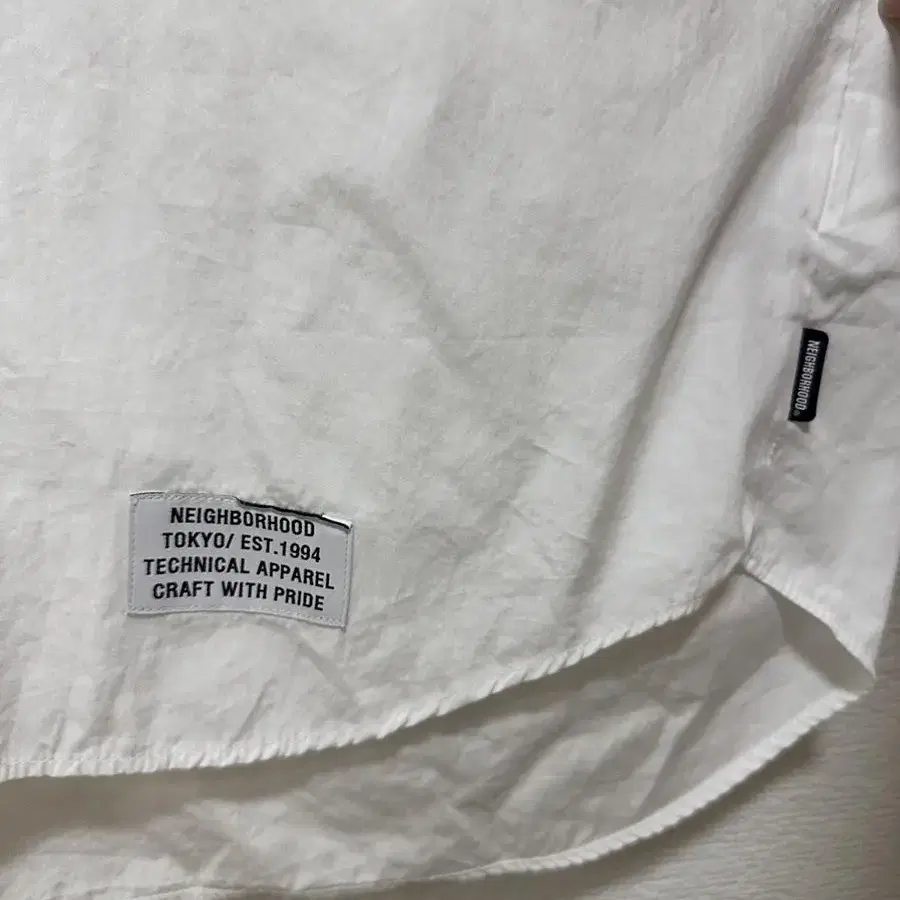 NEIGHBORHOOD
TOKYO/ EST.1994
TECHNICAL APPAREL
CRAFT WITH PRIDE
NEIGHBORHOOD®